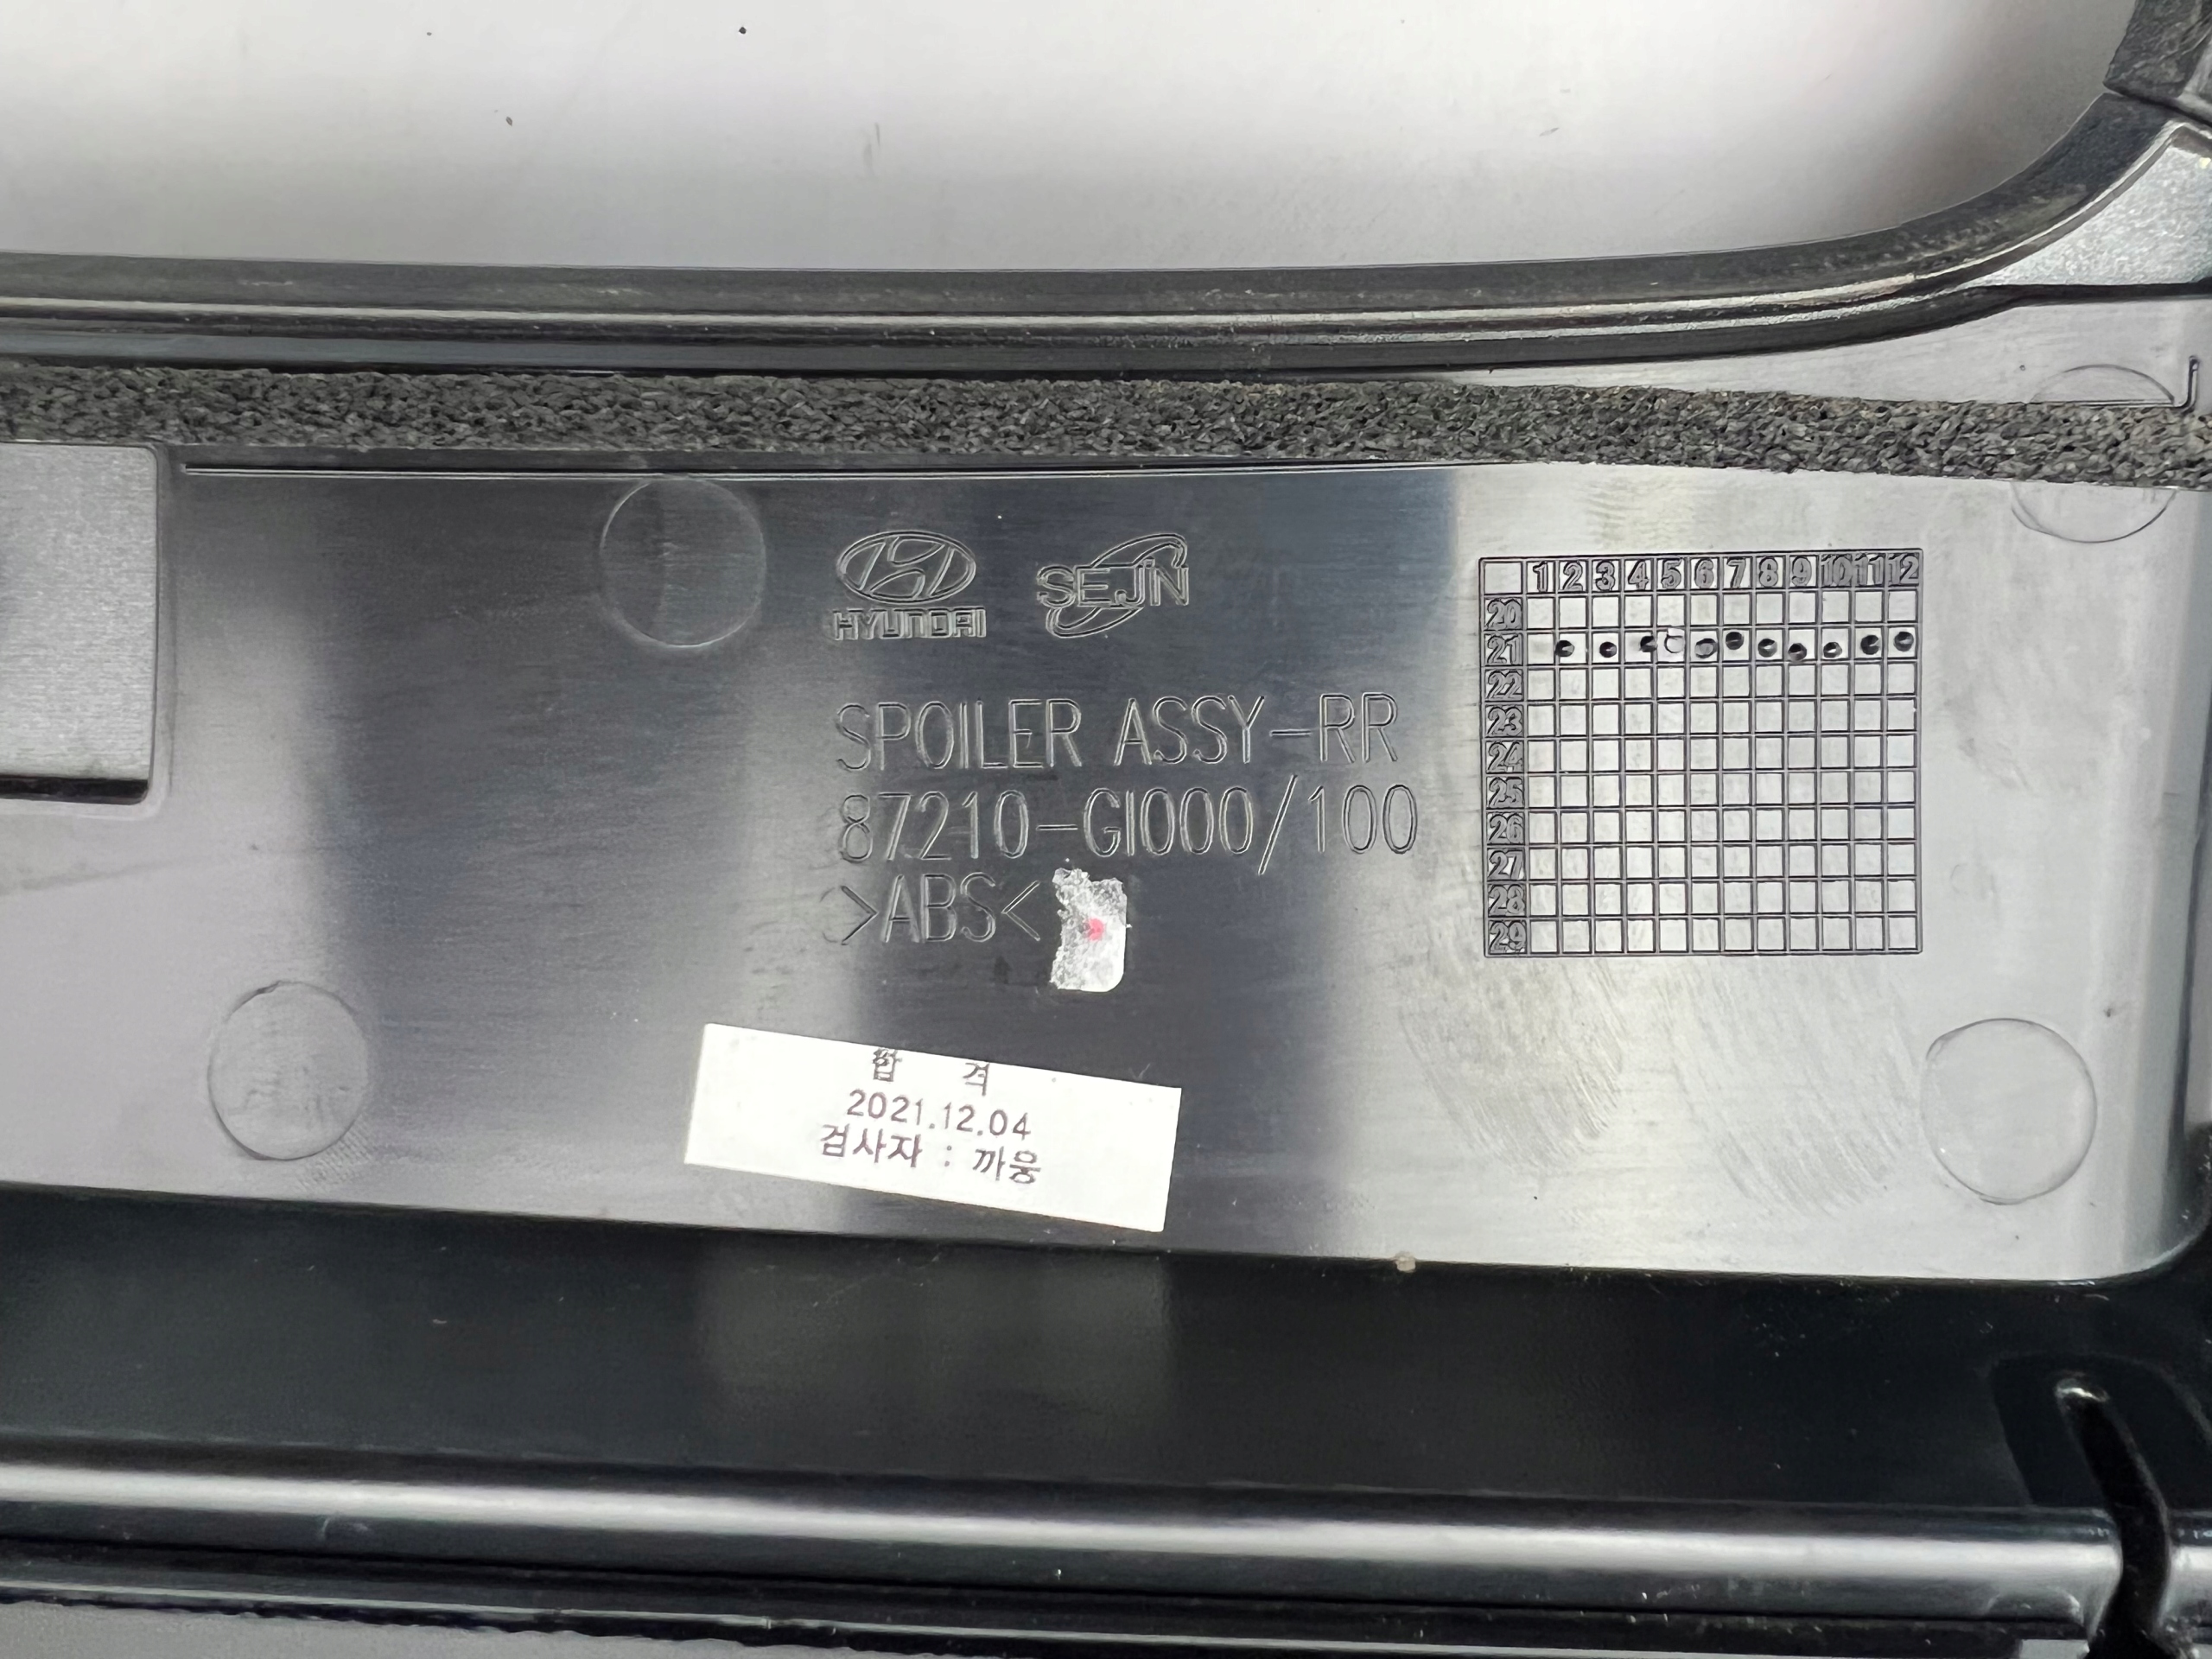 HYUNDAI
SEJIN
SPOILER ASSY-RR
87210-GI000/100
>ABS<
1 2 3 4 5 6 7 8 9 10 11 12
20
21
22
23
24
25
26
27
28
29
합 격
2021.12.04
검사자 : 까웅